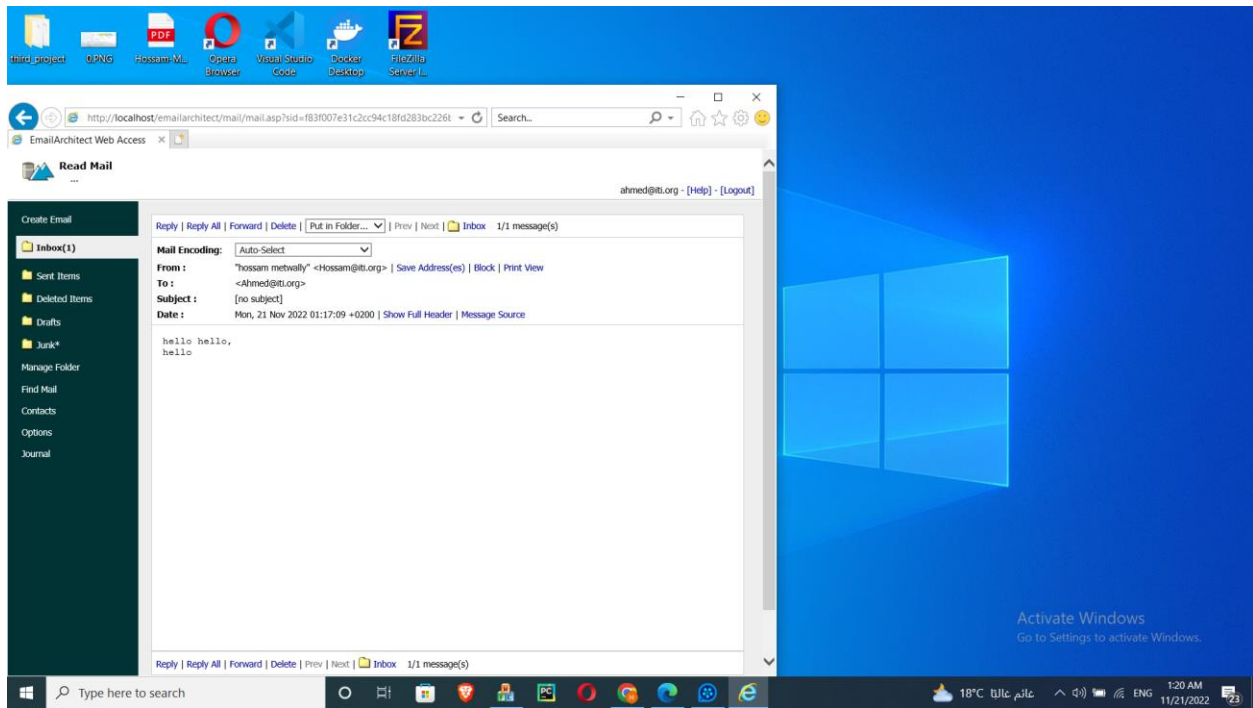 PDF
third_project
0.PNG
Hossam-M...
Opera Browser
Visual Studio Code
Docker Desktop
FileZilla Server I...
http://localhost/emailarchitect/mail/mail.asp?sid=f83f007e31c2cc94c18fd283bc226t
Search...
EmailArchitect Web Access
Read Mail
...
ahmed@iti.org - [Help] - [Logout]
Create Email
Inbox(1)
Sent Items
Deleted Items
Drafts
Junk*
Manage Folder
Find Mail
Contacts
Options
Journal
Reply | Reply All | Forward | Delete | Put in Folder... | Prev | Next | Inbox 1/1 message(s)
Mail Encoding: Auto-Select
From : "hossam metwally" <Hossam@iti.org> | Save Address(es) | Block | Print View
To : <Ahmed@iti.org>
Subject : [no subject]
Date : Mon, 21 Nov 2022 01:17:09 +0200 | Show Full Header | Message Source
hello hello,
hello
Reply | Reply All | Forward | Delete | Prev | Next | Inbox 1/1 message(s)
Activate Windows
Go to Settings to activate Windows.
Type here to search
PC
18°C غائم غالبًا
ENG
1:20 AM
11/21/2022
23